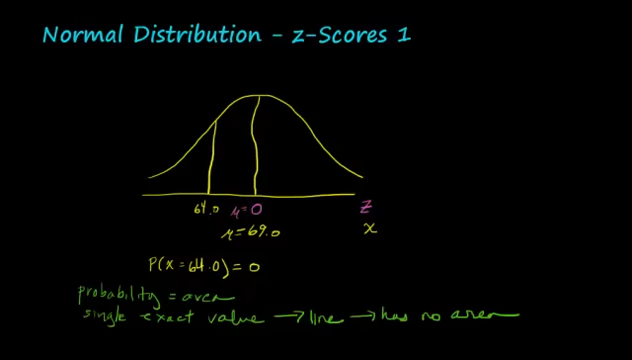 Normal Distribution - z-Scores 1
64.0 μ=0 z
μ=69.0 x
P(x=64.0)=0
probability = area
single exact value → line → has no area